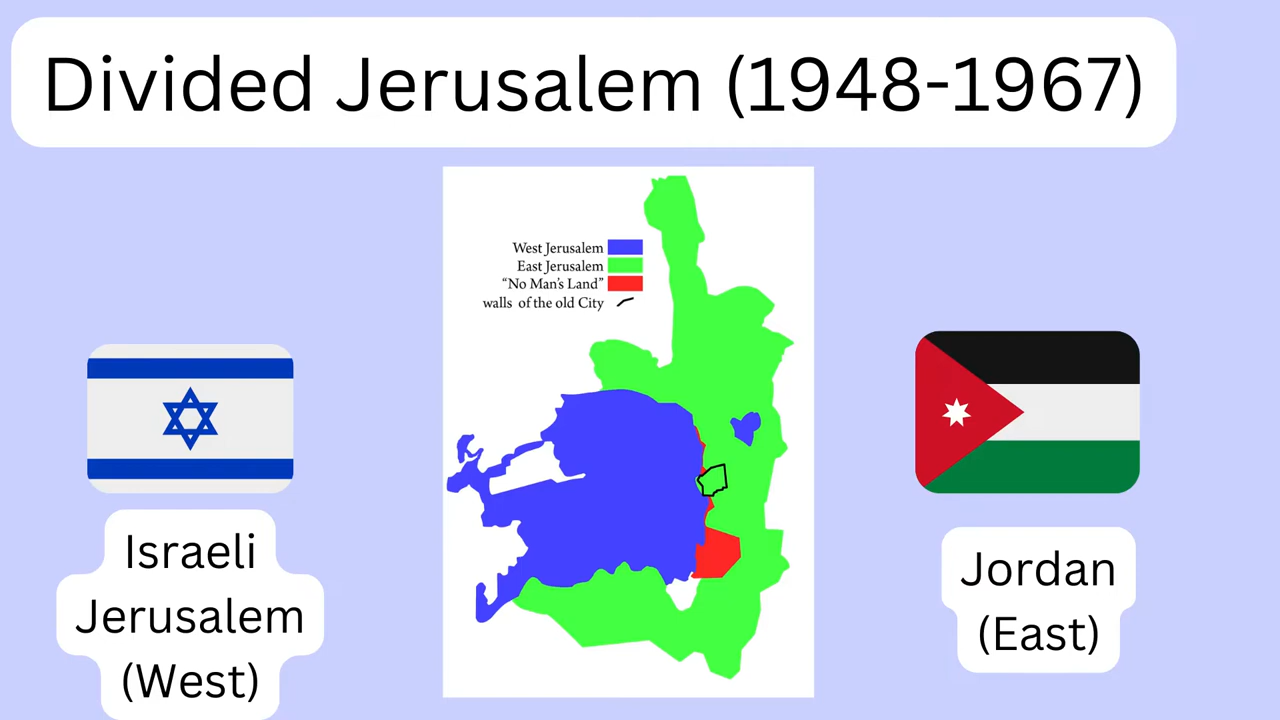 Divided Jerusalem (1948-1967)
West Jerusalem
East Jerusalem
“No Man’s Land”
walls of the old City
Israeli
Jerusalem
(West)
Jordan
(East)